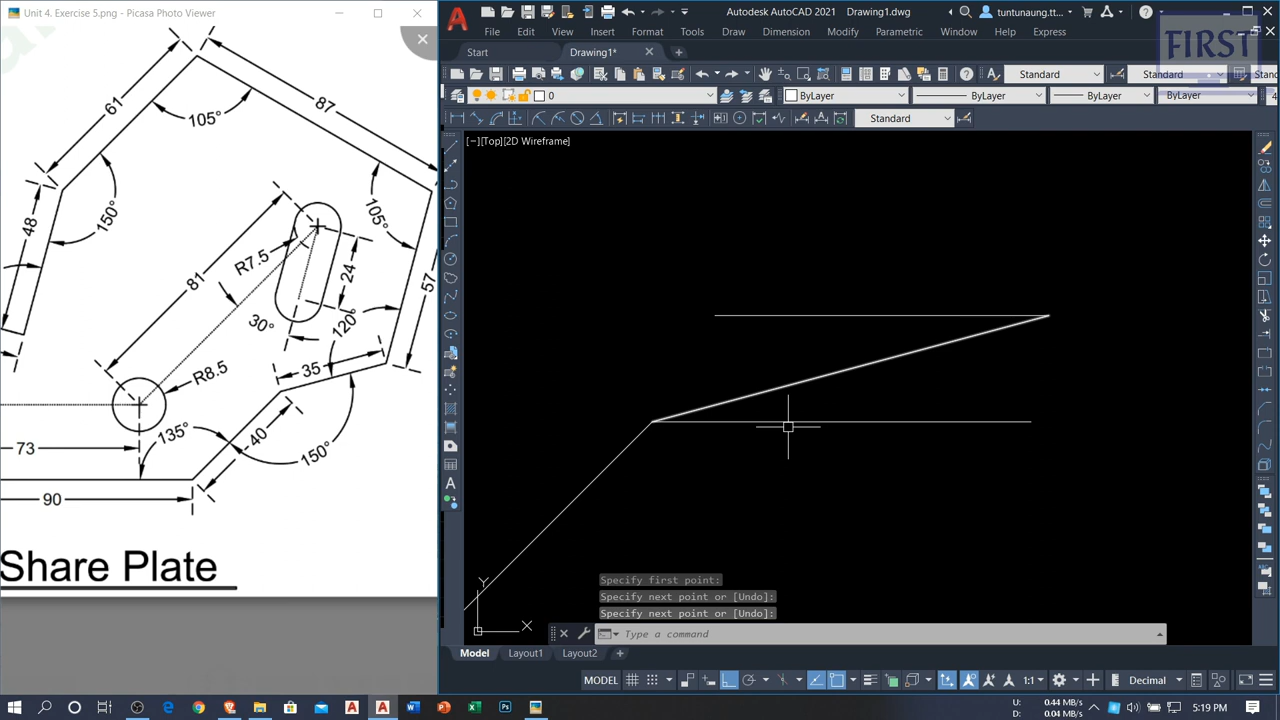 Unit 4. Exercise 5.png - Picasa Photo Viewer
61
105°
87
48
150°
105°
R7.5
81
24
57
30°
120°
R8.5
35
73
135°
40
150°
90
Share Plate
Autodesk AutoCAD 2021 Drawing1.dwg
tuntunaung.tt...
FIRST
File Edit View Insert Format Tools Draw Dimension Modify Parametric Window Help Express
Start Drawing1*
Standard Standard Stand
0 ByLayer ByLayer ByLayer ByLayer 4
Standard
[−][Top][2D Wireframe]
Specify first point:
Specify next point or [Undo]:
Specify next point or [Undo]:
Y
X
Type a command
Model Layout1 Layout2
MODEL 1:1 Decimal
U: 0.44 MB/s
D: 0.04 MB/s
5:19 PM